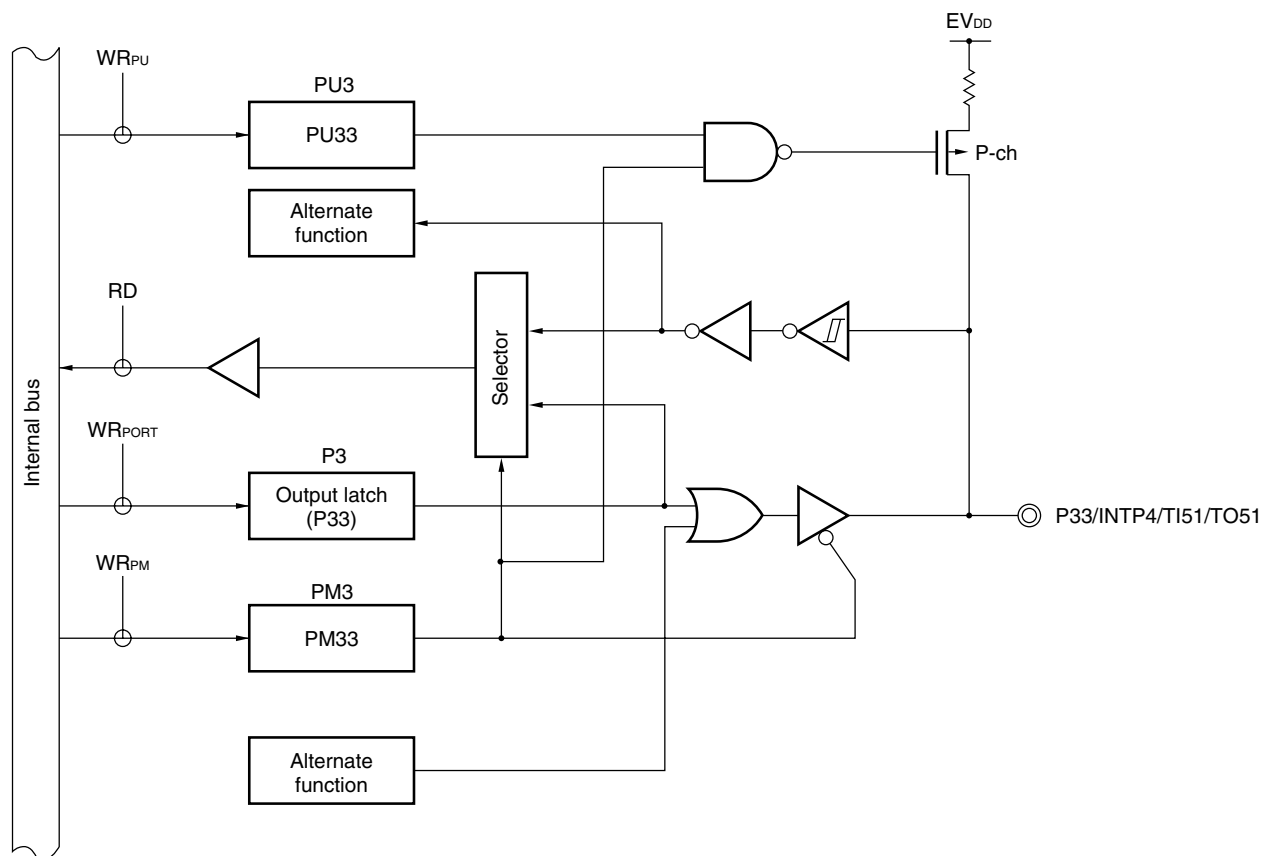 EVDD
WRPU
PU3
PU33
P-ch
Alternate
function
RD
Selector
Internal bus
WRPORT
P3
Output latch
(P33)
P33/INTP4/TI51/TO51
WRPM
PM3
PM33
Alternate
function